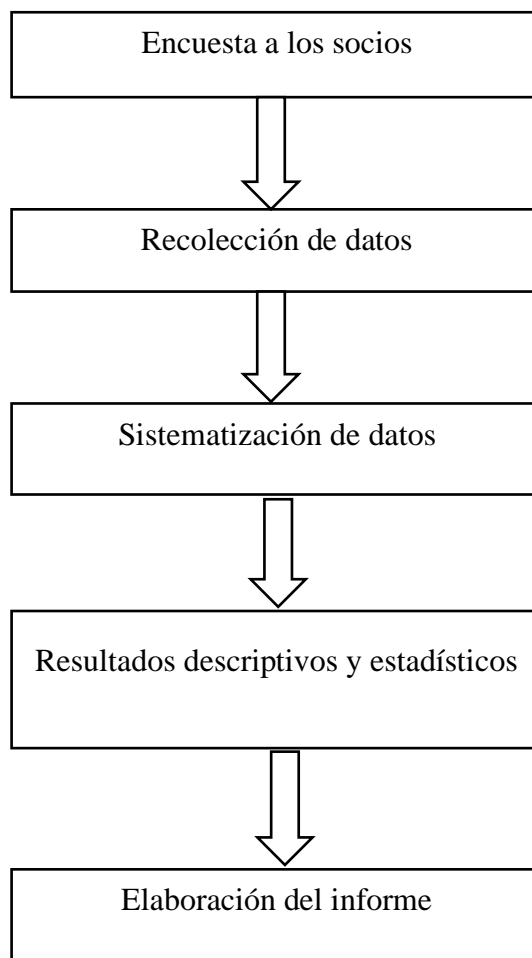 Encuesta a los socios
Recolección de datos
Sistematización de datos
Resultados descriptivos y estadísticos
Elaboración del informe